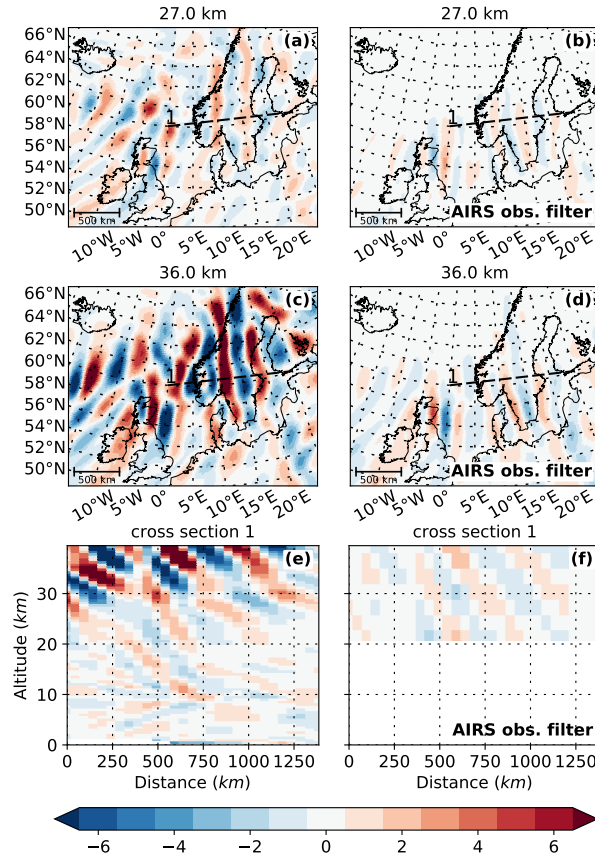 27.0 km
27.0 km
66°N
64°N
62°N
60°N
58°N
56°N
54°N
52°N
50°N
(a)
1
500 km
10°W
5°W
0°
5°E
10°E
15°E
20°E
(b)
1
500 km
AIRS obs. filter
10°W
5°W
0°
5°E
10°E
15°E
20°E
36.0 km
36.0 km
66°N
64°N
62°N
60°N
58°N
56°N
54°N
52°N
50°N
(c)
1
500 km
10°W
5°W
0°
5°E
10°E
15°E
20°E
(d)
1
500 km
AIRS obs. filter
10°W
5°W
0°
5°E
10°E
15°E
20°E
cross section 1
cross section 1
(e)
Altitude (km)
30
20
10
0
0 250 500 750 1000 1250
Distance (km)
(f)
AIRS obs. filter
0 250 500 750 1000 1250
Distance (km)
−6 −4 −2 0 2 4 6